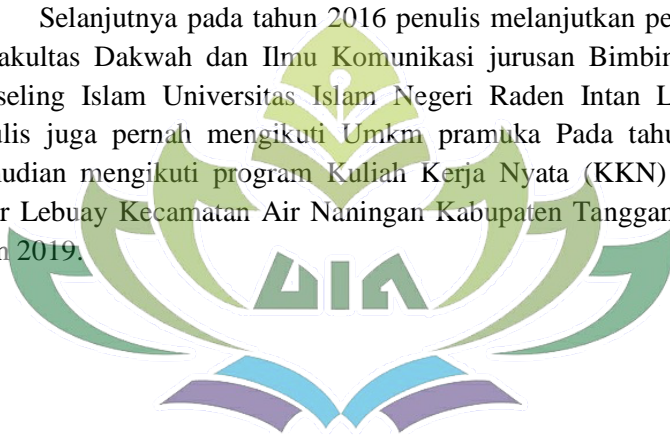 Selanjutnya pada tahun 2016 penulis melanjutkan pe
akultas Dakwah dan Ilmu Komunikasi jurusan Bimbin
seling Islam Universitas Islam Negeri Raden Intan L
ulis juga pernah mengikuti Umkm pramuka Pada tahu
udian mengikuti program Kuliah Kerja Nyata (KKN)
r Lebuay Kecamatan Air Naningan Kabupaten Tanggam
n 2019.
UIN